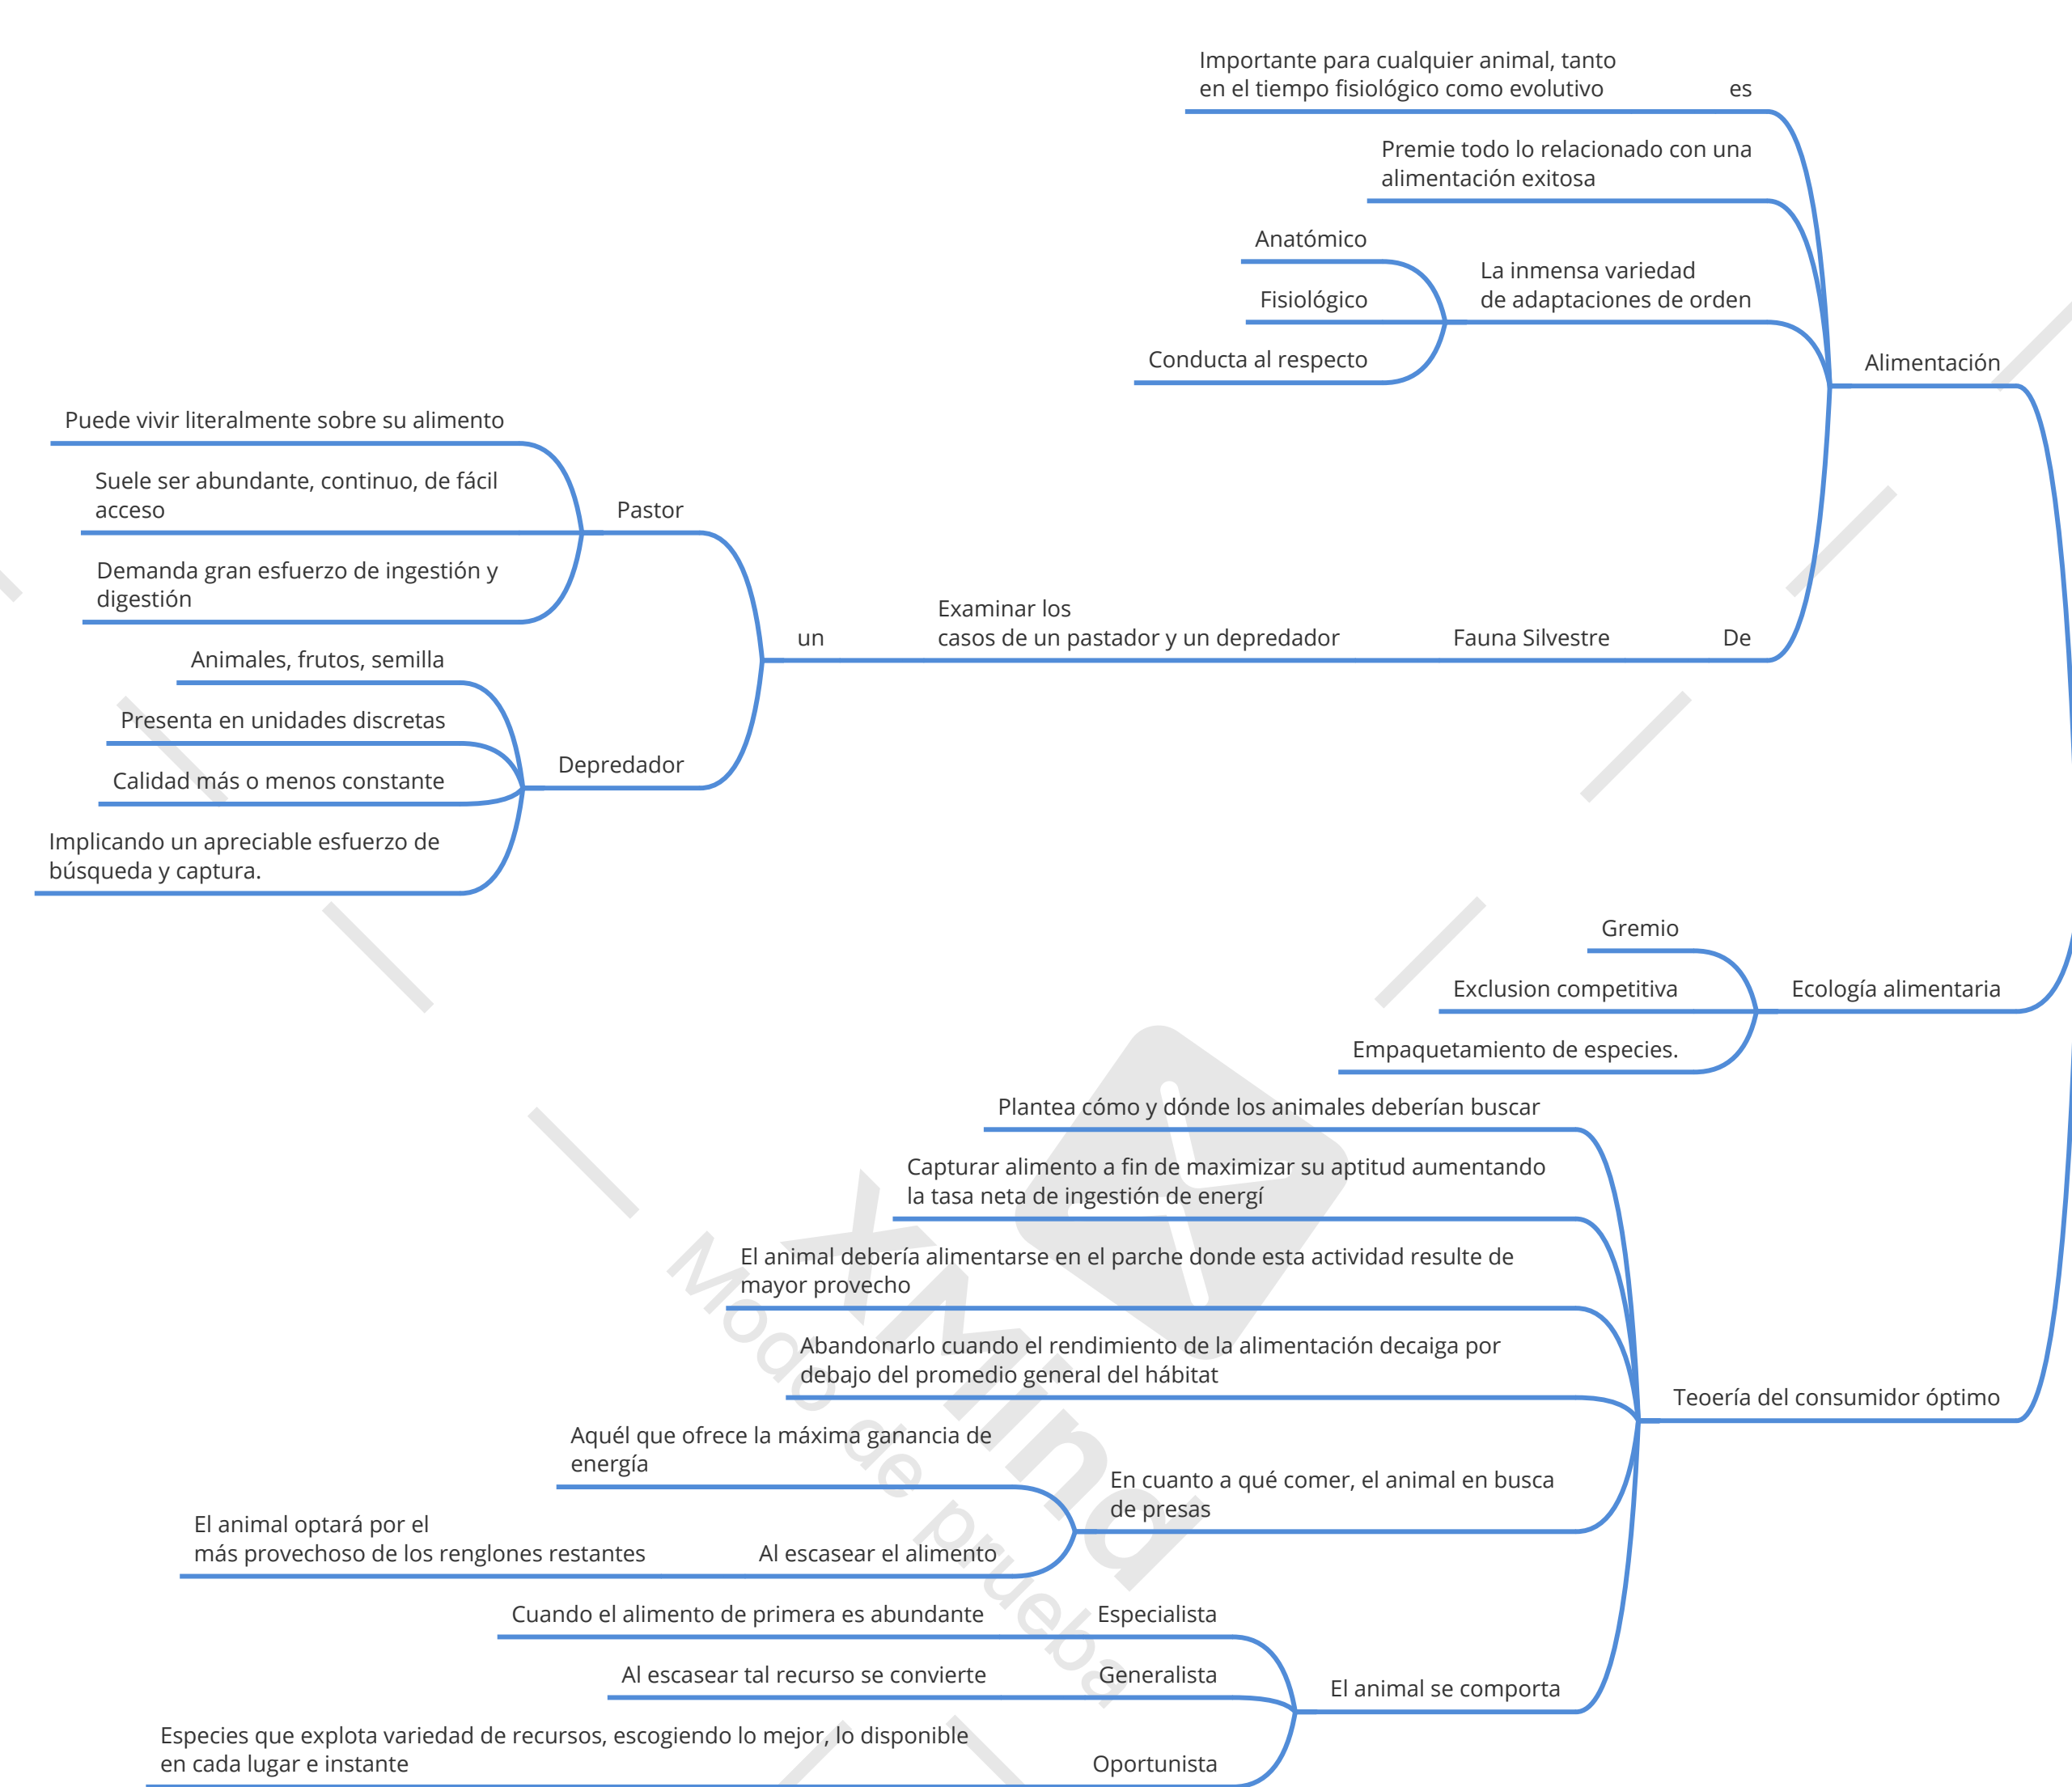 Importante para cualquier animal, tanto
en el tiempo fisiológico como evolutivo
es
Premie todo lo relacionado con una
alimentación exitosa
Anatómico
Fisiológico
Conducta al respecto
La inmensa variedad
de adaptaciones de orden
Alimentación
Puede vivir literalmente sobre su alimento
Suele ser abundante, continuo, de fácil
acceso
Demanda gran esfuerzo de ingestión y
digestión
Pastor
Animales, frutos, semilla
Presenta en unidades discretas
Calidad más o menos constante
Implicando un apreciable esfuerzo de
búsqueda y captura.
Depredador
un
Examinar los
casos de un pastador y un depredador
Fauna Silvestre
De
Gremio
Exclusion competitiva
Empaquetamiento de especies.
Ecología alimentaria
Plantea cómo y dónde los animales deberían buscar
Capturar alimento a fin de maximizar su aptitud aumentando
la tasa neta de ingestión de energí
El animal debería alimentarse en el parche donde esta actividad resulte de
mayor provecho
Abandonarlo cuando el rendimiento de la alimentación decaiga por
debajo del promedio general del hábitat
Teoería del consumidor óptimo
Aquél que ofrece la máxima ganancia de
energía
El animal optará por el
más provechoso de los renglones restantes
Al escasear el alimento
En cuanto a qué comer, el animal en busca
de presas
Cuando el alimento de primera es abundante
Especialista
Al escasear tal recurso se convierte
Generalista
Especies que explota variedad de recursos, escogiendo lo mejor, lo disponible
en cada lugar e instante
Oportunista
El animal se comporta
XMind
Modo de prueba